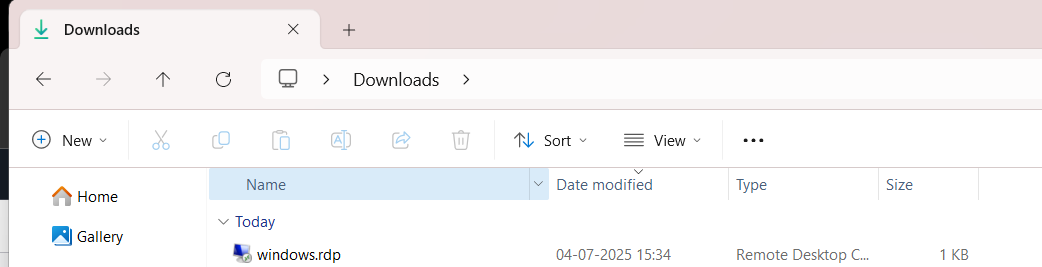 Downloads
Downloads
New Sort View
Name Date modified Type Size
Home
Today
Gallery
windows.rdp 04-07-2025 15:34 Remote Desktop C... 1 KB